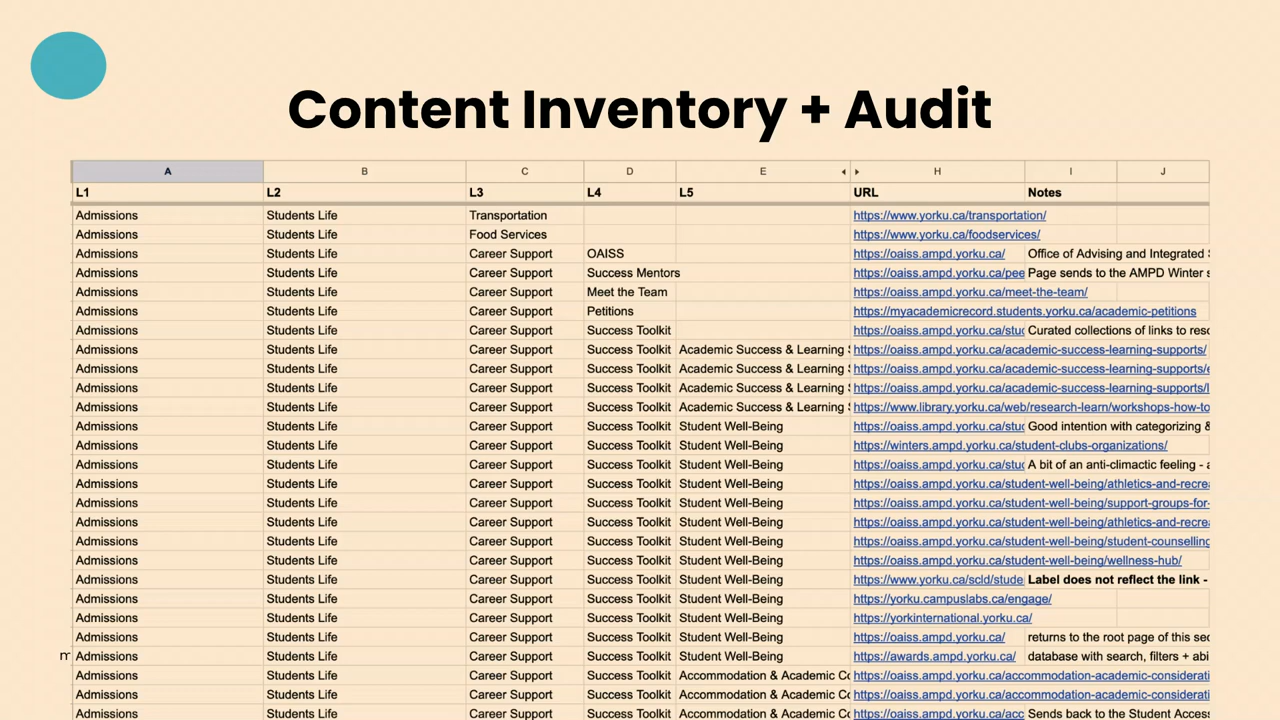 Content Inventory + Audit
A B C D E H I J
L1 L2 L3 L4 L5 URL Notes
Admissions Students Life Transportation https://www.yorku.ca/transportation/
Admissions Students Life Food Services https://www.yorku.ca/foodservices/
Admissions Students Life Career Support OAISS https://oaiss.ampd.yorku.ca/ Office of Advising and Integrated
Admissions Students Life Career Support Success Mentors https://oaiss.ampd.yorku.ca/pee Page sends to the AMPD Winter s
Admissions Students Life Career Support Meet the Team https://oaiss.ampd.yorku.ca/meet-the-team/
Admissions Students Life Career Support Petitions https://myacademicrecord.students.yorku.ca/academic-petitions
Admissions Students Life Career Support Success Toolkit https://oaiss.ampd.yorku.ca/stud Curated collections of links to reso
Admissions Students Life Career Support Success Toolkit Academic Success & Learning https://oaiss.ampd.yorku.ca/academic-success-learning-supports/
Admissions Students Life Career Support Success Toolkit Academic Success & Learning https://oaiss.ampd.yorku.ca/academic-success-learning-supports/e
Admissions Students Life Career Support Success Toolkit Academic Success & Learning https://oaiss.ampd.yorku.ca/academic-success-learning-supports/l
Admissions Students Life Career Support Success Toolkit Academic Success & Learning https://www.library.yorku.ca/web/research-learn/workshops-how-to
Admissions Students Life Career Support Success Toolkit Student Well-Being https://oaiss.ampd.yorku.ca/stud Good intention with categorizing &
Admissions Students Life Career Support Success Toolkit Student Well-Being https://winters.ampd.yorku.ca/student-clubs-organizations/
Admissions Students Life Career Support Success Toolkit Student Well-Being https://oaiss.ampd.yorku.ca/stud A bit of an anti-climactic feeling - a
Admissions Students Life Career Support Success Toolkit Student Well-Being https://oaiss.ampd.yorku.ca/student-well-being/athletics-and-recrea
Admissions Students Life Career Support Success Toolkit Student Well-Being https://oaiss.ampd.yorku.ca/student-well-being/support-groups-for-
Admissions Students Life Career Support Success Toolkit Student Well-Being https://oaiss.ampd.yorku.ca/student-well-being/athletics-and-recrea
Admissions Students Life Career Support Success Toolkit Student Well-Being https://oaiss.ampd.yorku.ca/student-well-being/student-counselling
Admissions Students Life Career Support Success Toolkit Student Well-Being https://oaiss.ampd.yorku.ca/student-well-being/wellness-hub/
Admissions Students Life Career Support Success Toolkit Student Well-Being https://www.yorku.ca/scld/stude Label does not reflect the link -
Admissions Students Life Career Support Success Toolkit Student Well-Being https://yorku.campuslabs.ca/engage/
Admissions Students Life Career Support Success Toolkit Student Well-Being https://yorkinternational.yorku.ca/
Admissions Students Life Career Support Success Toolkit Student Well-Being https://oaiss.ampd.yorku.ca/ returns to the root page of this sec
Admissions Students Life Career Support Success Toolkit Student Well-Being https://awards.ampd.yorku.ca/ database with search, filters + abi
Admissions Students Life Career Support Success Toolkit Accommodation & Academic Co https://oaiss.ampd.yorku.ca/accommodation-academic-considerati
Admissions Students Life Career Support Success Toolkit Accommodation & Academic Co https://oaiss.ampd.yorku.ca/accommodation-academic-considerati
Admissions Students Life Career Support Success Toolkit Accommodation & Academic Co https://oaiss.ampd.yorku.ca/acc Sends back to the Student Access